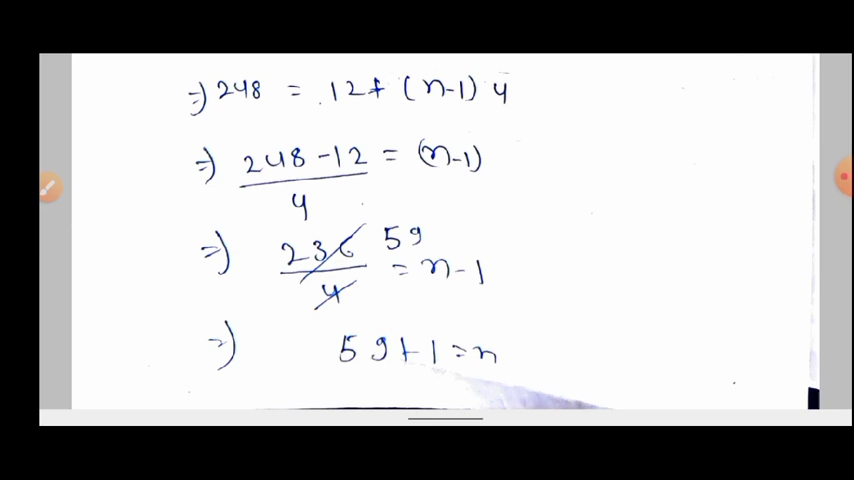 => 248 = 12 + (n-1) 4
=> 248 - 12 / 4 = (n-1)
=> 236 / 4 59 = n - 1
=> 59 + 1 = n